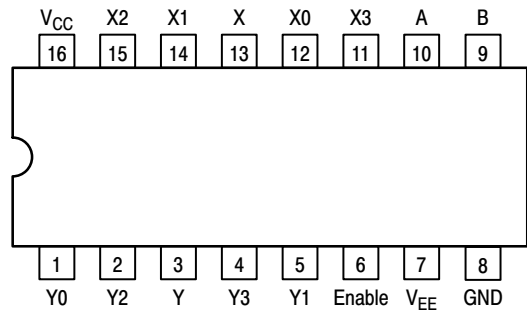 VCC X2 X1 X X0 X3 A B
16 15 14 13 12 11 10 9
1 2 3 4 5 6 7 8
Y0 Y2 Y Y3 Y1 Enable VEE GND